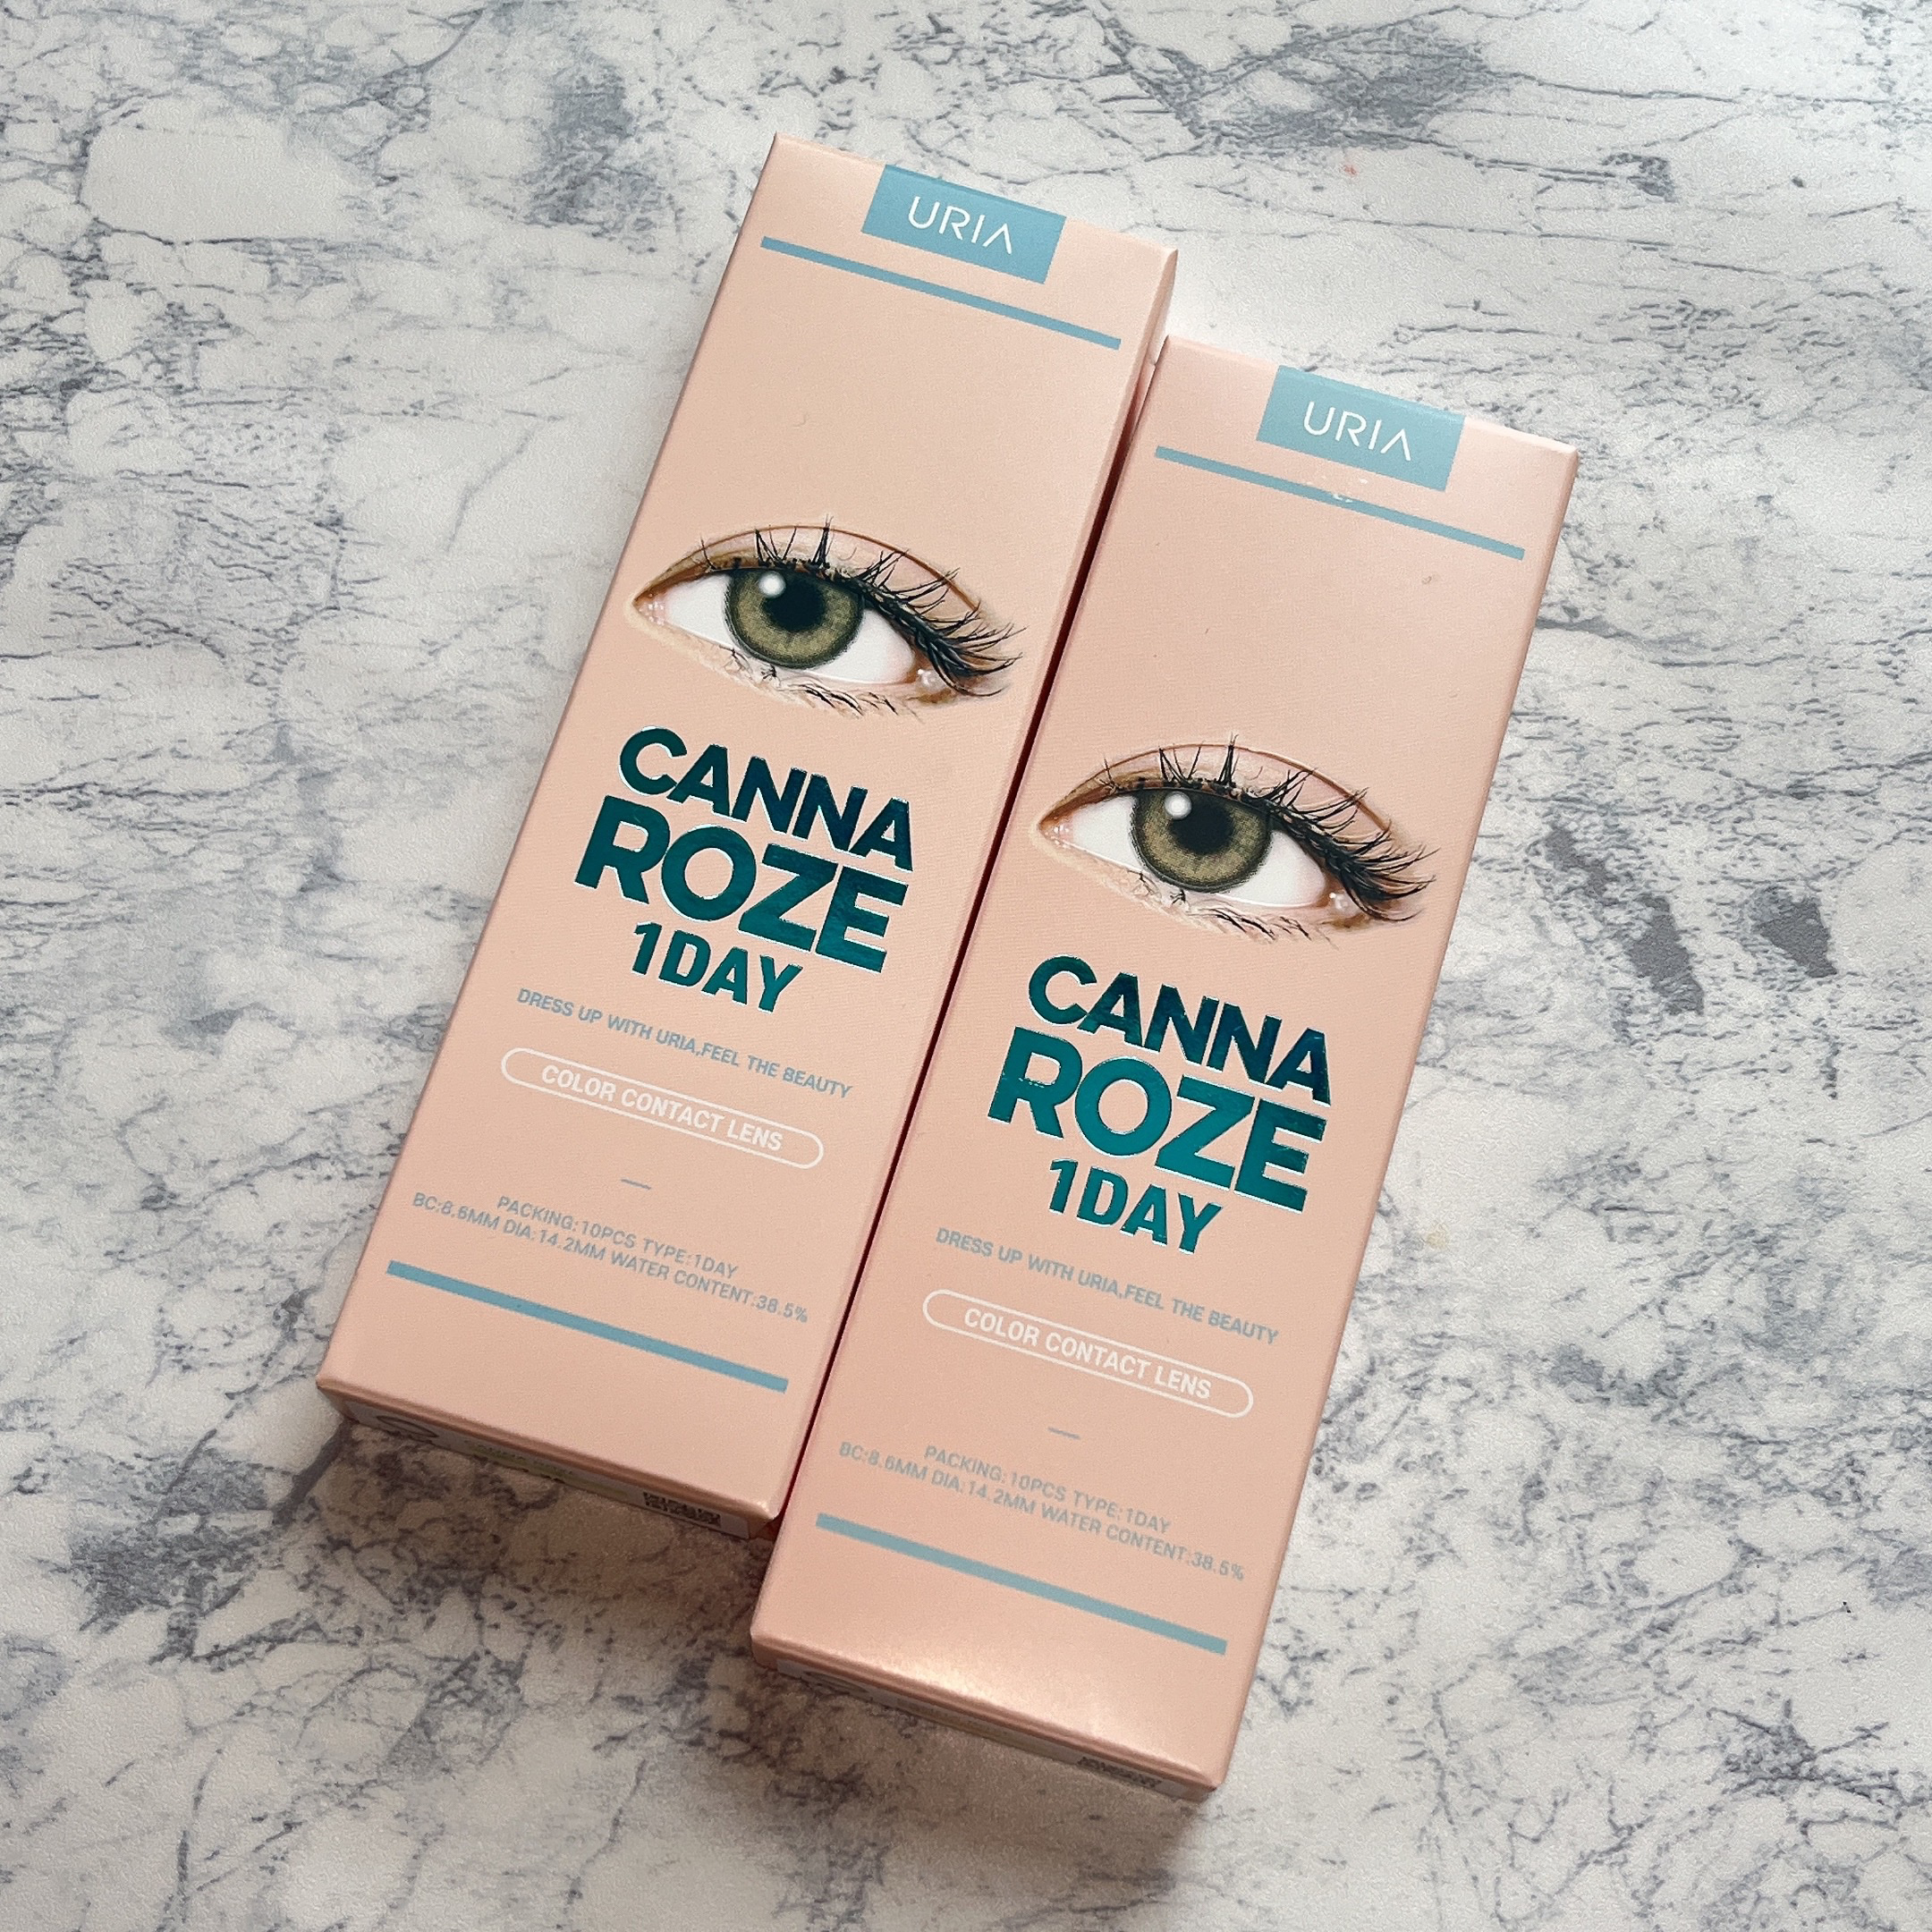 URIA
CANNA
ROZE
1DAY
DRESS UP WITH URIA,FEEL THE BEAUTY
COLOR CONTACT LENS
PACKING:10PCS TYPE:1DAY
BC:8.6MM DIA:14.2MM WATER CONTENT:38.5%
URIA
CANNA
ROZE
1DAY
DRESS UP WITH URIA,FEEL THE BEAUTY
COLOR CONTACT LENS
PACKING:10PCS TYPE:1DAY
BC:8.6MM DIA:14.2MM WATER CONTENT:38.5%